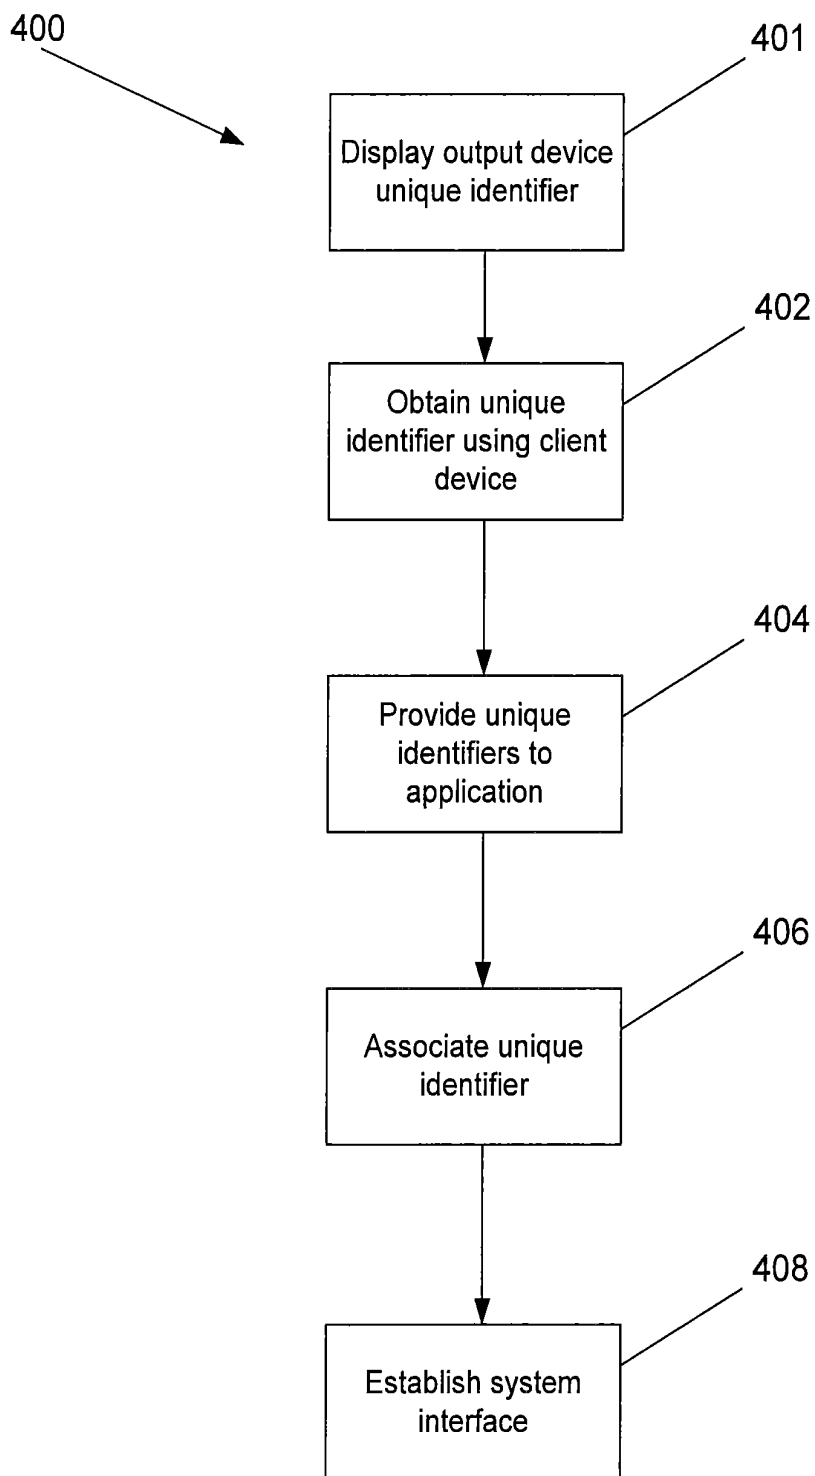 400
401
Display output device
unique identifier
402
Obtain unique
identifier using client
device
404
Provide unique
identifiers to
application
406
Associate unique
identifier
408
Establish system
interface